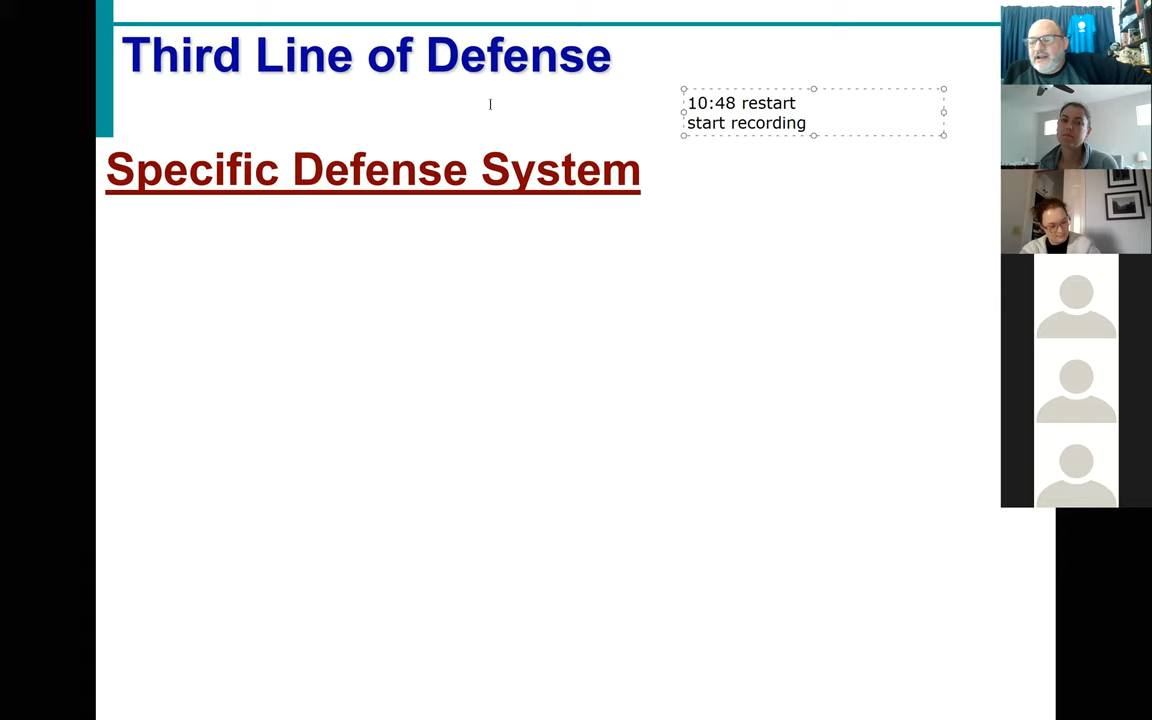 Third Line of Defense
10:48 restart
start recording
Specific Defense System